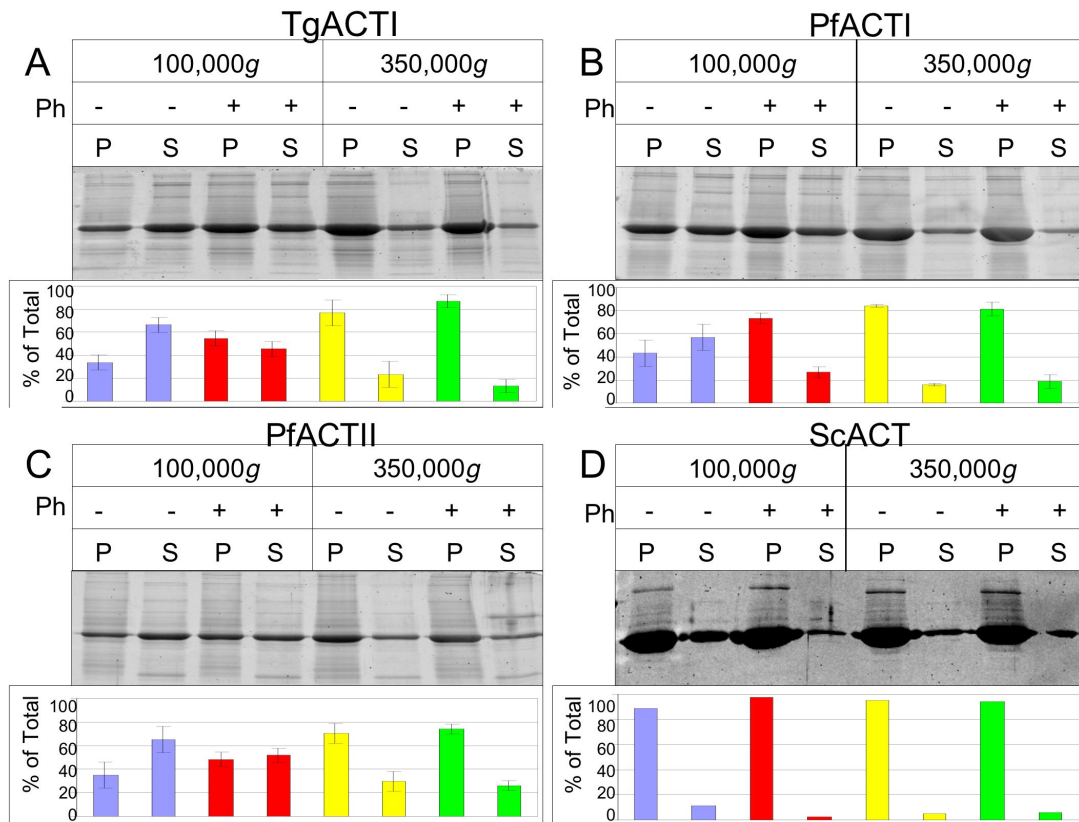 TgACTI
A
100,000g 350,000g
Ph - - + + - - + +
P S P S P S P S
% of Total
100
80
60
40
20
0
PfACTI
B
100,000g 350,000g
- - + + - - + +
P S P S P S P S
% of Total
100
80
60
40
20
0
PfACTII
C
100,000g 350,000g
Ph - - + + - - + +
P S P S P S P S
% of Total
100
80
60
40
20
0
ScACT
D
100,000g 350,000g
Ph - - + + - - + +
P S P S P S P S
% of Total
100
80
60
40
20
0